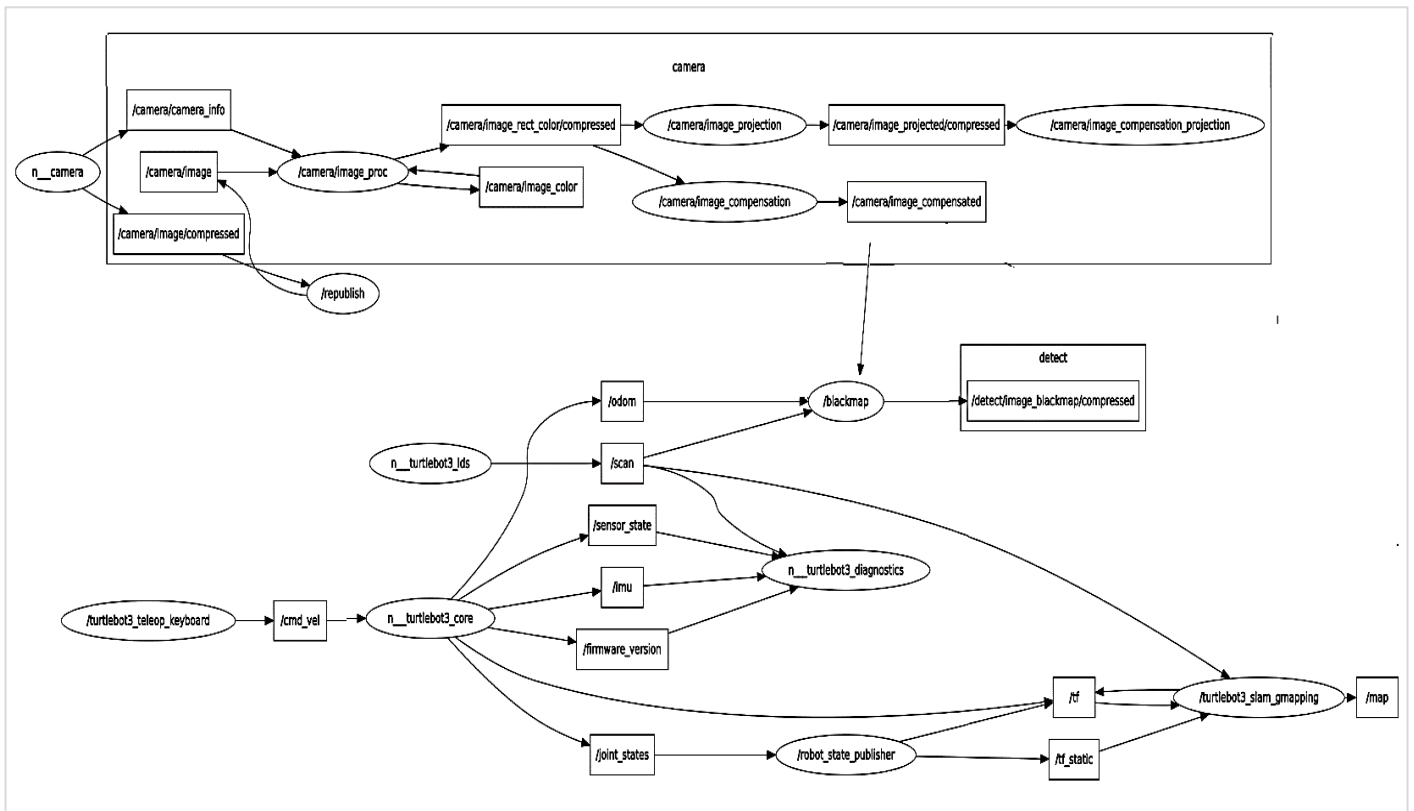 camera
/camera/camera_info
/camera/image_rect_color/compressed
/camera/image_projection
/camera/image_projected/compressed
/camera/image_compensation_projection
n__camera
/camera/image
/camera/image_proc
/camera/image_color
/camera/image_compensation
/camera/image_compensated
/camera/image/compressed
/republish
detect
/odom
/blackmap
/detect/image_blackmap/compressed
n__turtlebot3_lds
/scan
/sensor_state
n__turtlebot3_diagnostics
/imu
/turtlebot3_teleop_keyboard
/cmd_vel
n__turtlebot3_core
/firmware_version
/tf
/turtlebot3_slam_gmapping
/map
/joint_states
/robot_state_publisher
/tf_static